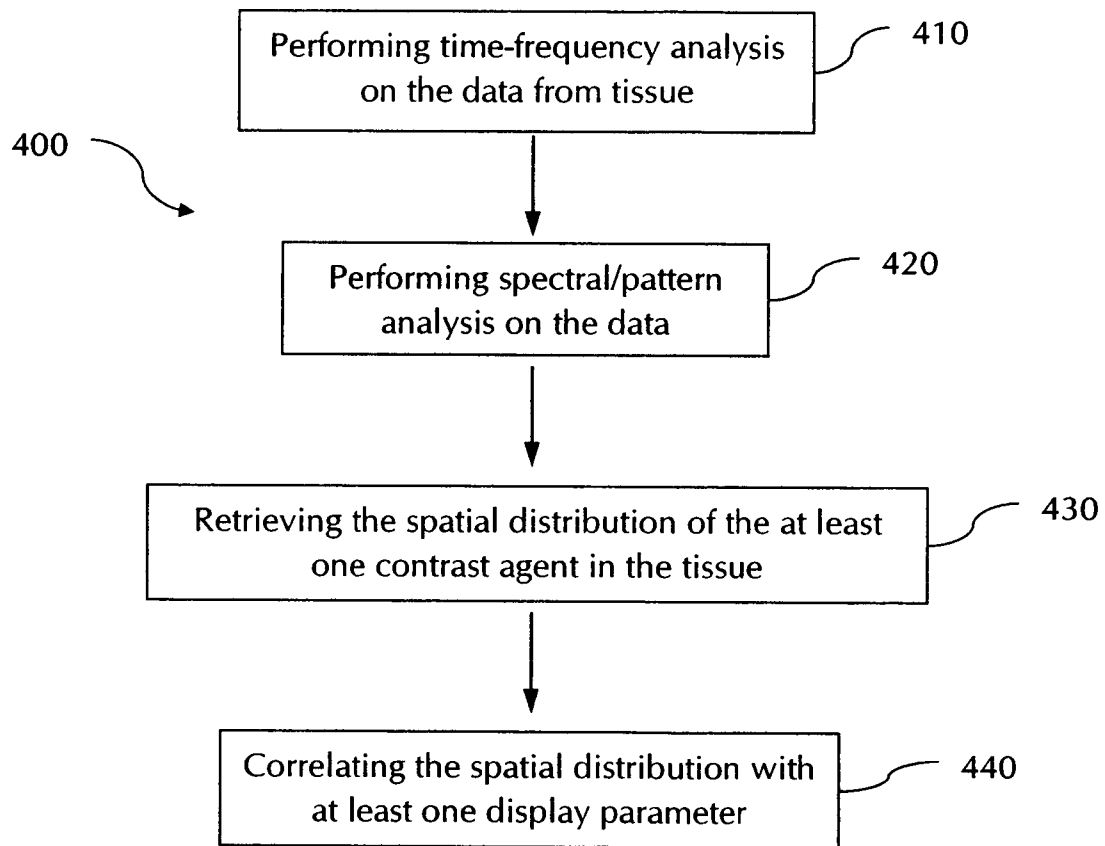 Performing time-frequency analysis
on the data from tissue
410
400
Performing spectral/pattern
analysis on the data
420
Retrieving the spatial distribution of the at least
one contrast agent in the tissue
430
Correlating the spatial distribution with
at least one display parameter
440